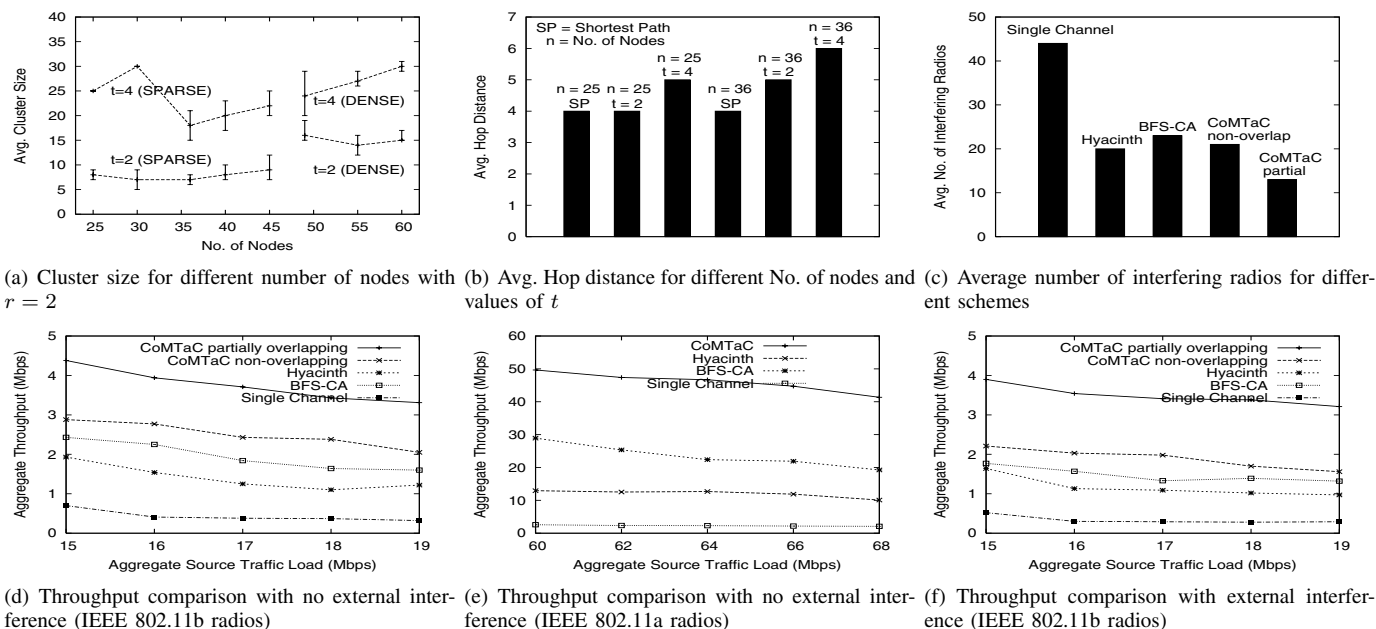 40
35
30
25
20
15
10
5
0
25 30 35 40 45 50 55 60
Avg. Cluster Size
No. of Nodes
t=4 (SPARSE)
t=4 (DENSE)
t=2 (SPARSE)
t=2 (DENSE)
(a) Cluster size for different number of nodes with
r = 2
7
6
5
4
3
2
1
0
Avg. Hop Distance
SP = Shortest Path
n = No. of Nodes
n = 25
SP
n = 25
t = 2
n = 25
t = 4
n = 36
SP
n = 36
t = 2
n = 36
t = 4
(b) Avg. Hop distance for different No. of nodes and
values of t
50
40
30
20
10
0
Avg. No. of Interfering Radios
Single Channel
Hyacinth
BFS-CA
CoMTaC
non-overlap
CoMTaC
partial
(c) Average number of interfering radios for differ-
ent schemes
5
4
3
2
1
0
15 16 17 18 19
Aggregate Throughput (Mbps)
Aggregate Source Traffic Load (Mbps)
CoMTaC partially overlapping
CoMTaC non-overlapping
Hyacinth
BFS-CA
Single Channel
(d) Throughput comparison with no external inter-
ference (IEEE 802.11b radios)
60
50
40
30
20
10
0
60 62 64 66 68
Aggregate Throughput (Mbps)
Aggregate Source Traffic Load (Mbps)
CoMTaC
Hyacinth
BFS-CA
Single Channel
(e) Throughput comparison with no external inter-
ference (IEEE 802.11a radios)
5
4
3
2
1
0
15 16 17 18 19
Aggregate Throughput (Mbps)
Aggregate Source Traffic Load (Mbps)
CoMTaC partially overlapping
CoMTaC non-overlapping
Hyacinth
BFS-CA
Single Channel
(f) Throughput comparison with external interfer-
ence (IEEE 802.11b radios)